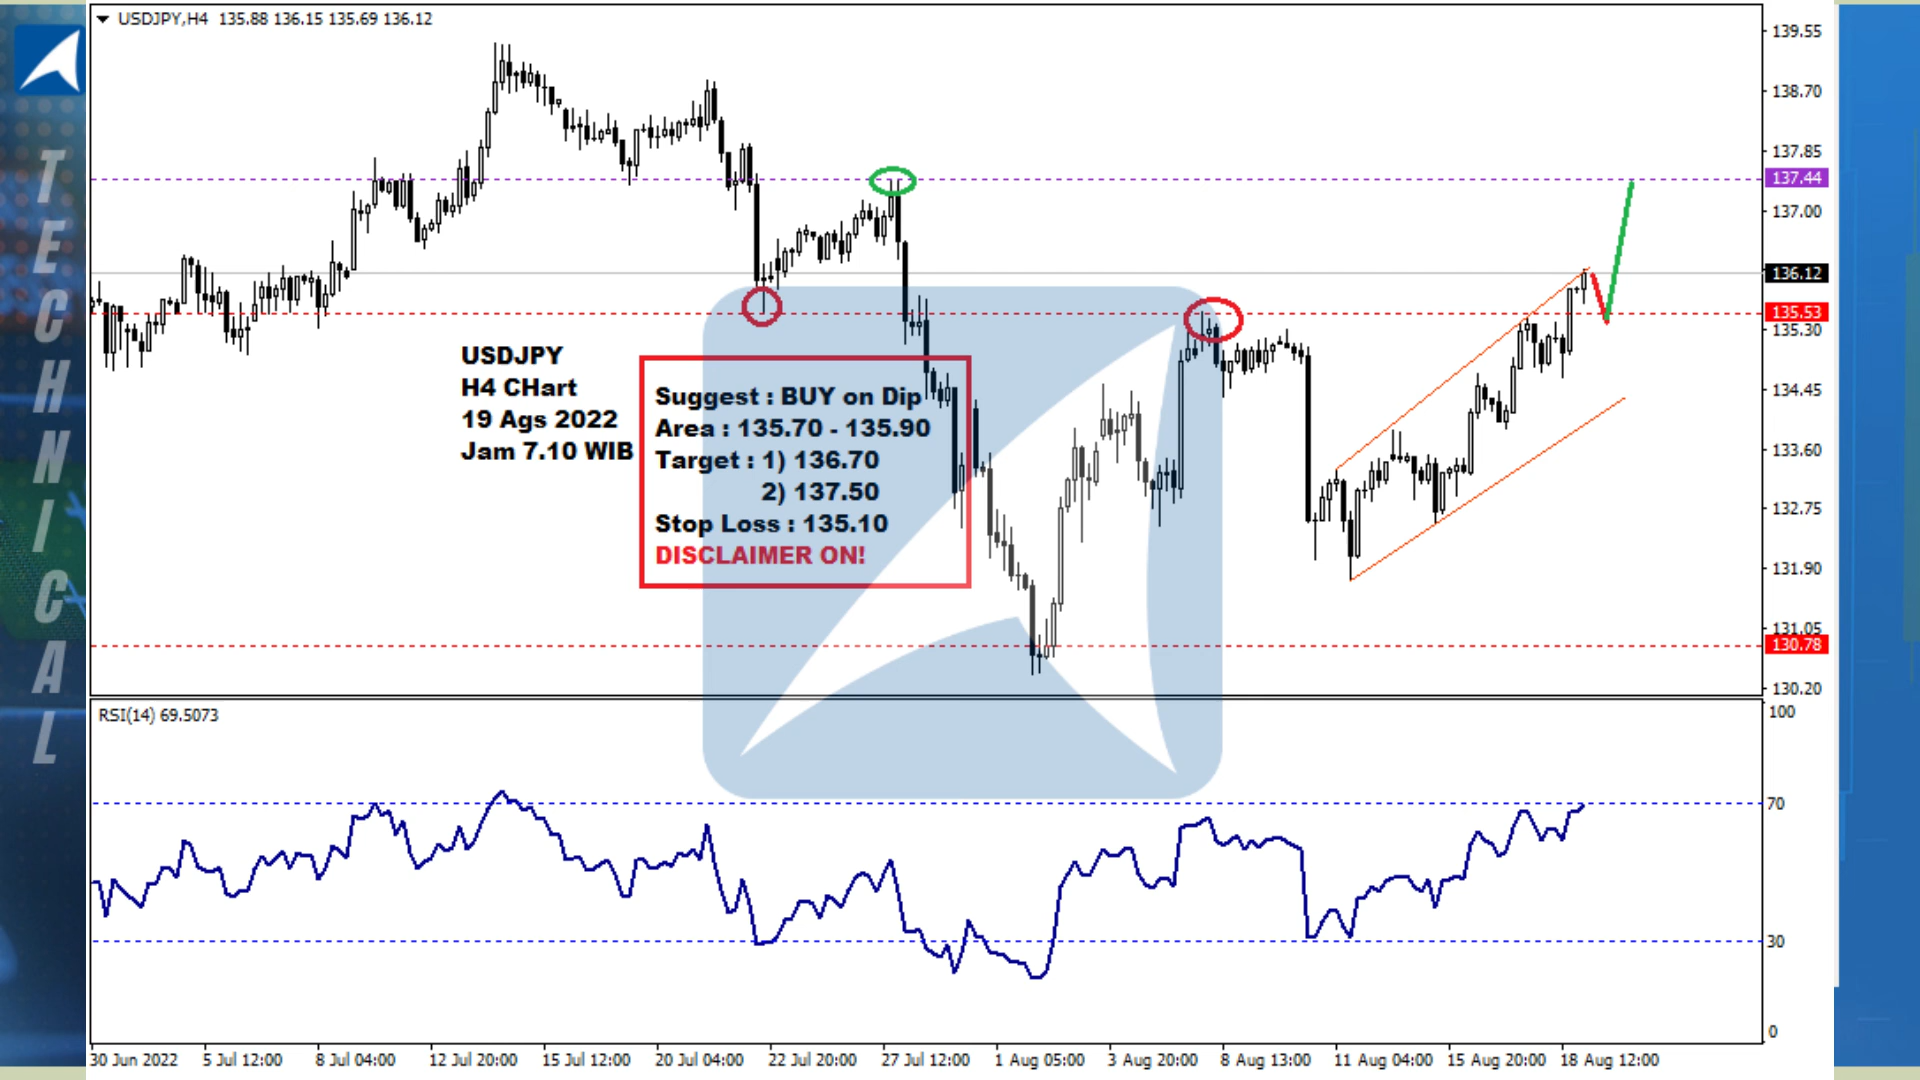 USDJPY,H4 135.88 136.15 135.69 136.12
TECHNICAL
139.55
138.70
137.85
137.44
137.00
136.12
135.53
135.30
134.45
133.60
132.75
131.90
131.05
130.78
130.20
USDJPY
H4 CHart
19 Ags 2022
Jam 7.10 WIB
Suggest : BUY on Dip
Area : 135.70 - 135.90
Target : 1) 136.70
2) 137.50
Stop Loss : 135.10
DISCLAIMER ON!
RSI(14) 69.5073
100
70
30
0
30 Jun 2022 5 Jul 12:00 8 Jul 04:00 12 Jul 20:00 15 Jul 12:00 20 Jul 04:00 22 Jul 20:00 27 Jul 12:00 1 Aug 05:00 3 Aug 20:00 8 Aug 13:00 11 Aug 04:00 15 Aug 20:00 18 Aug 12:00